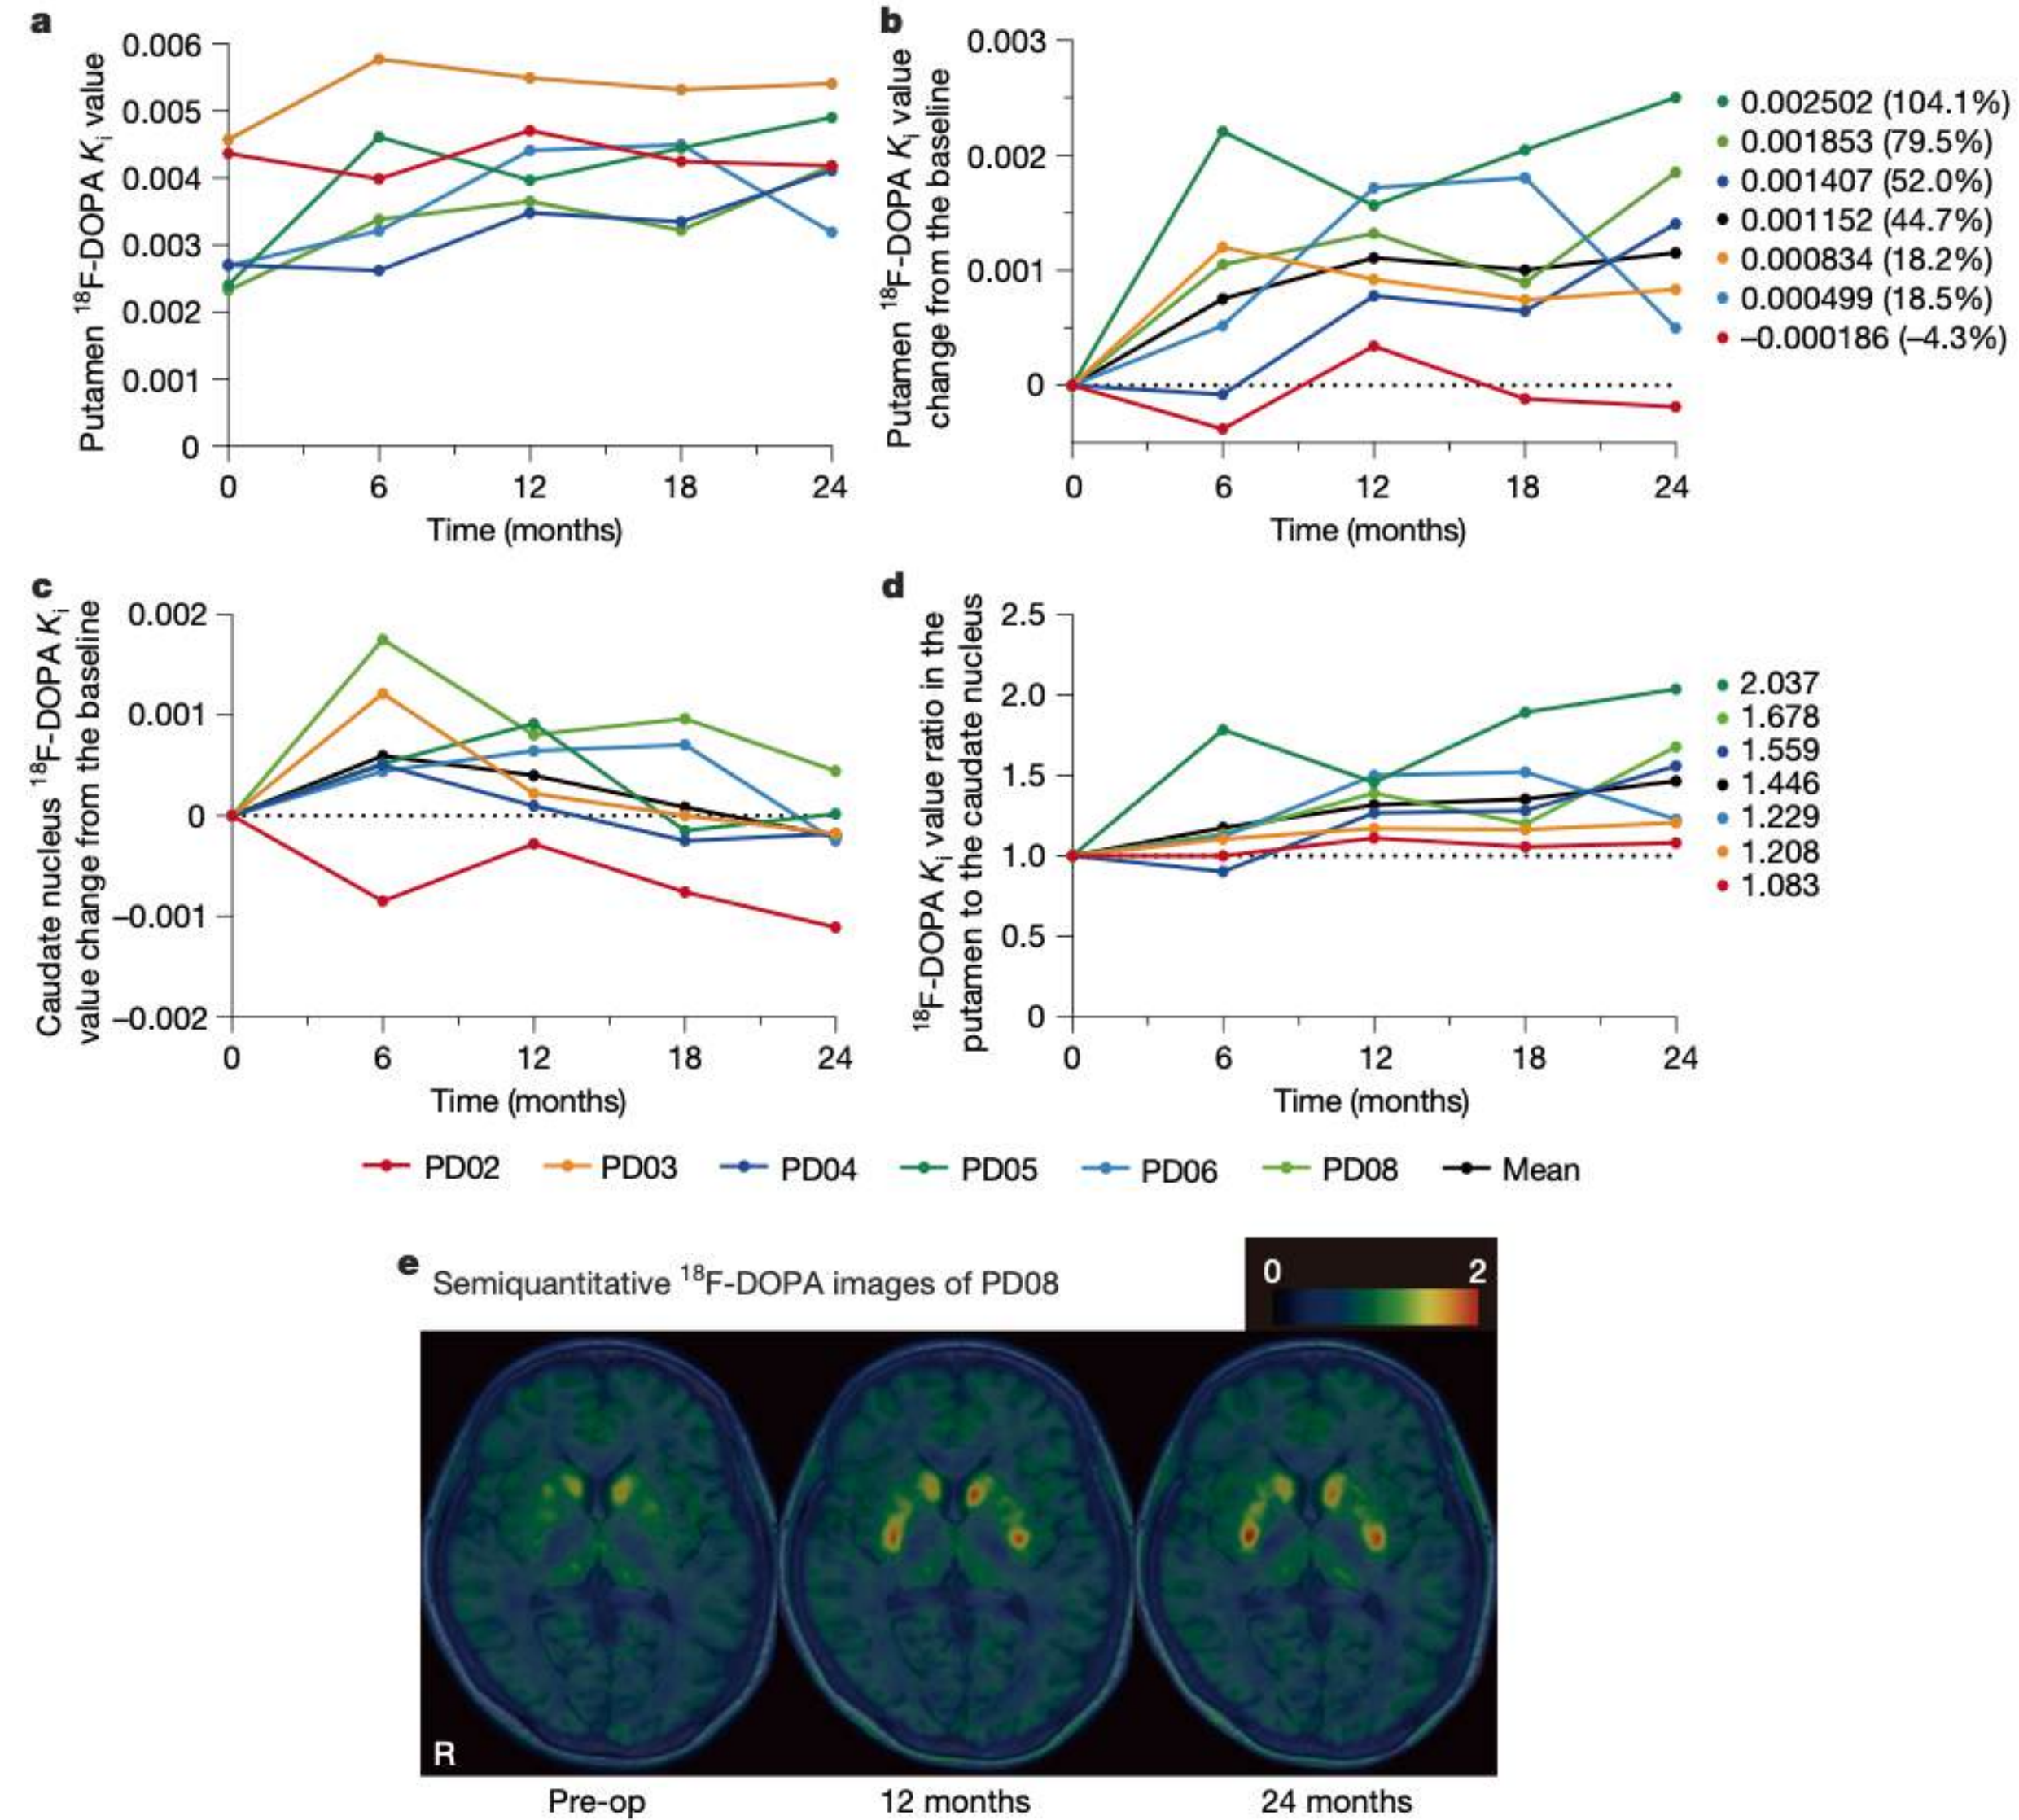 a
Putamen ¹⁸F-DOPA Kᵢ value
0.006
0.005
0.004
0.003
0.002
0.001
0
0 6 12 18 24
Time (months)
b
Putamen ¹⁸F-DOPA Kᵢ value
change from the baseline
0.003
0.002
0.001
0
0 6 12 18 24
Time (months)
0.002502 (104.1%)
0.001853 (79.5%)
0.001407 (52.0%)
0.001152 (44.7%)
0.000834 (18.2%)
0.000499 (18.5%)
–0.000186 (–4.3%)
c
Caudate nucleus ¹⁸F-DOPA Kᵢ
value change from the baseline
0.002
0.001
0
–0.001
–0.002
0 6 12 18 24
Time (months)
d
¹⁸F-DOPA Kᵢ value ratio in the
putamen to the caudate nucleus
2.5
2.0
1.5
1.0
0.5
0
0 6 12 18 24
Time (months)
2.037
1.678
1.559
1.446
1.229
1.208
1.083
PD02 PD03 PD04 PD05 PD06 PD08 Mean
e
Semiquantitative ¹⁸F-DOPA images of PD08
0 2
R
Pre-op 12 months 24 months